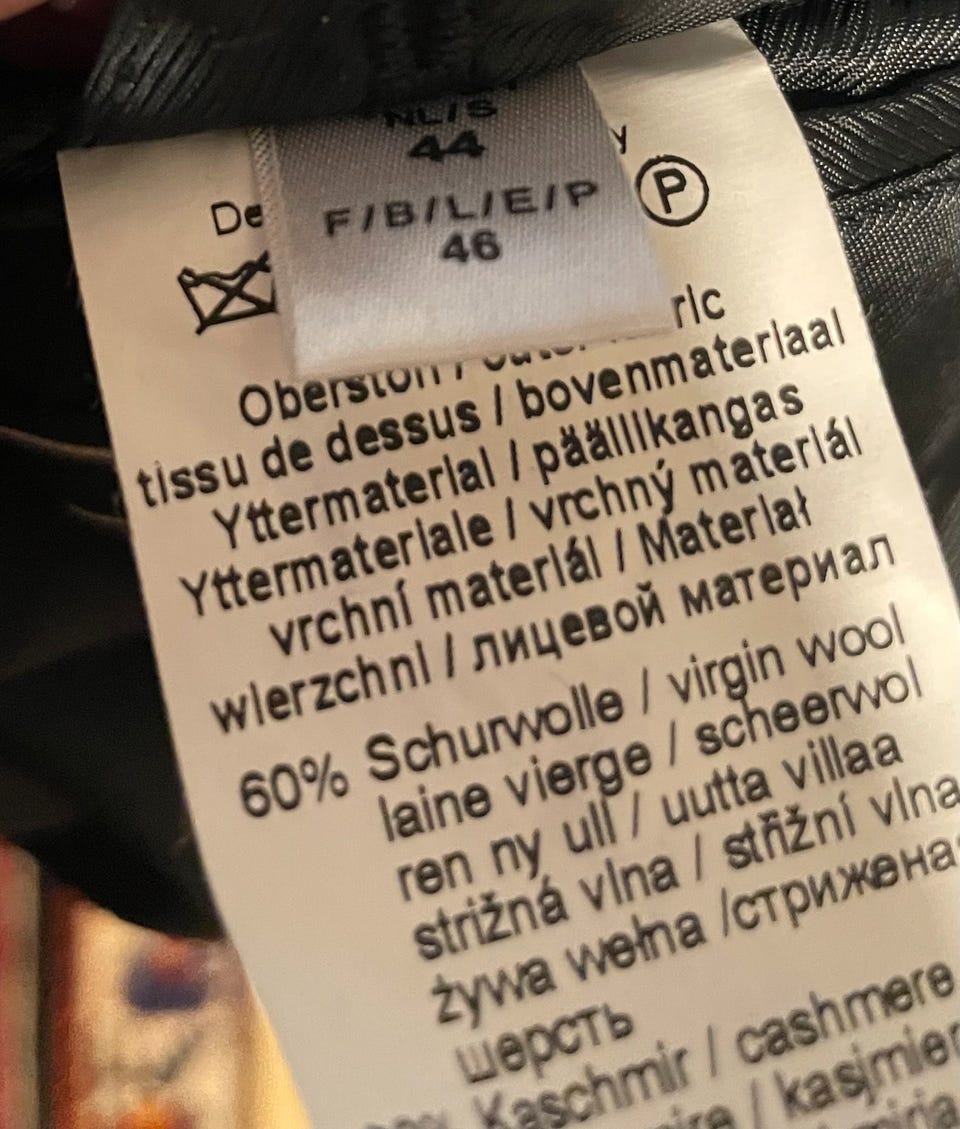 NL/S
44
F/B/L/E/P
46
P
Oberstoff /
tissu de dessus / bovenmateriaal
Yttermaterial / päällikangas
Yttermateriale / vrchný materiál
vrchní materiál / Materiał
wierzchni / лицевой материал
60% Schurwolle / virgin wool
laine vierge / scheerwol
ren ny ull / uutta villaa
strižná vlna / střižní vlna
żywa wełna /стрижена
шерсть
Kaschmir / cashmere